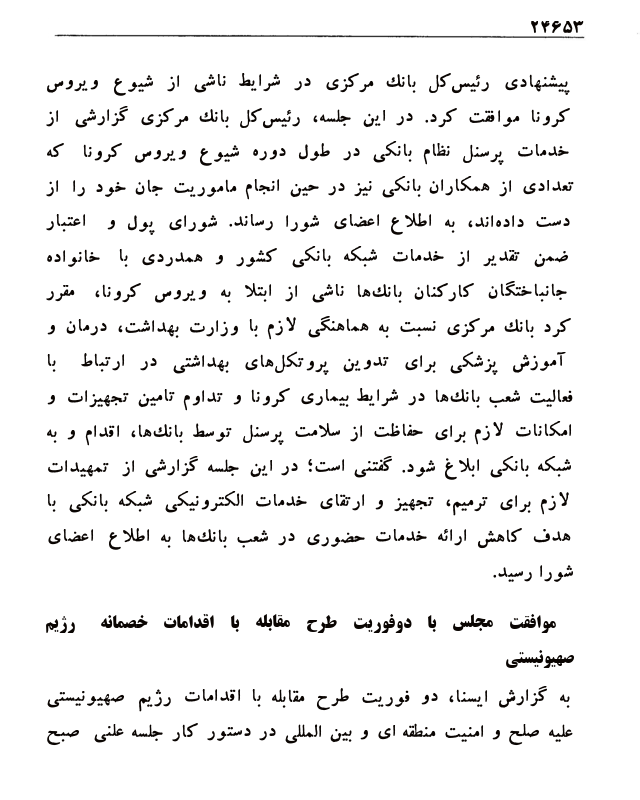 ۲۴۶۵۳
پیشنهادی رئیس‌کل بانك مرکزی در شرایط ناشی از شیوع ویروس
کرونا موافقت کرد. در این جلسه، رئیس‌کل بانك مرکزی گزارشی از
خدمات پرسنل نظام بانکی در طول دوره شیوع ویروس کرونا که
تعدادی از همکاران بانکی نیز در حین انجام ماموریت جان خود را از
دست داده‌اند، به اطلاع اعضای شورا رساند. شورای پول و اعتبار
ضمن تقدیر از خدمات شبکه بانکی کشور و همدردی با خانواده
جانباختگان کارکنان بانك‌ها ناشی از ابتلا به ویروس کرونا، مقرر
کرد بانك مرکزی نسبت به هماهنگی لازم با وزارت بهداشت، درمان و
آموزش پزشکی برای تدوین پروتکل‌های بهداشتی در ارتباط با
فعالیت شعب بانك‌ها در شرایط بیماری کرونا و تداوم تامین تجهیزات و
امکانات لازم برای حفاظت از سلامت پرسنل توسط بانك‌ها، اقدام و به
شبکه بانکی ابلاغ شود. گفتنی است؛ در این جلسه گزارشی از تمهیدات
لازم برای ترمیم، تجهیز و ارتقای خدمات الکترونیکی شبکه بانکی با
هدف کاهش ارائه خدمات حضوری در شعب بانك‌ها به اطلاع اعضای
شورا رسید.
موافقت مجلس با دوفوریت طرح مقابله با اقدامات خصمانه رژیم
صهیونیستی
به گزارش ایسنا، دو فوریت طرح مقابله با اقدامات رژیم صهیونیستی
علیه صلح و امنیت منطقه ای و بین المللی در دستور کار جلسه علنی صبح